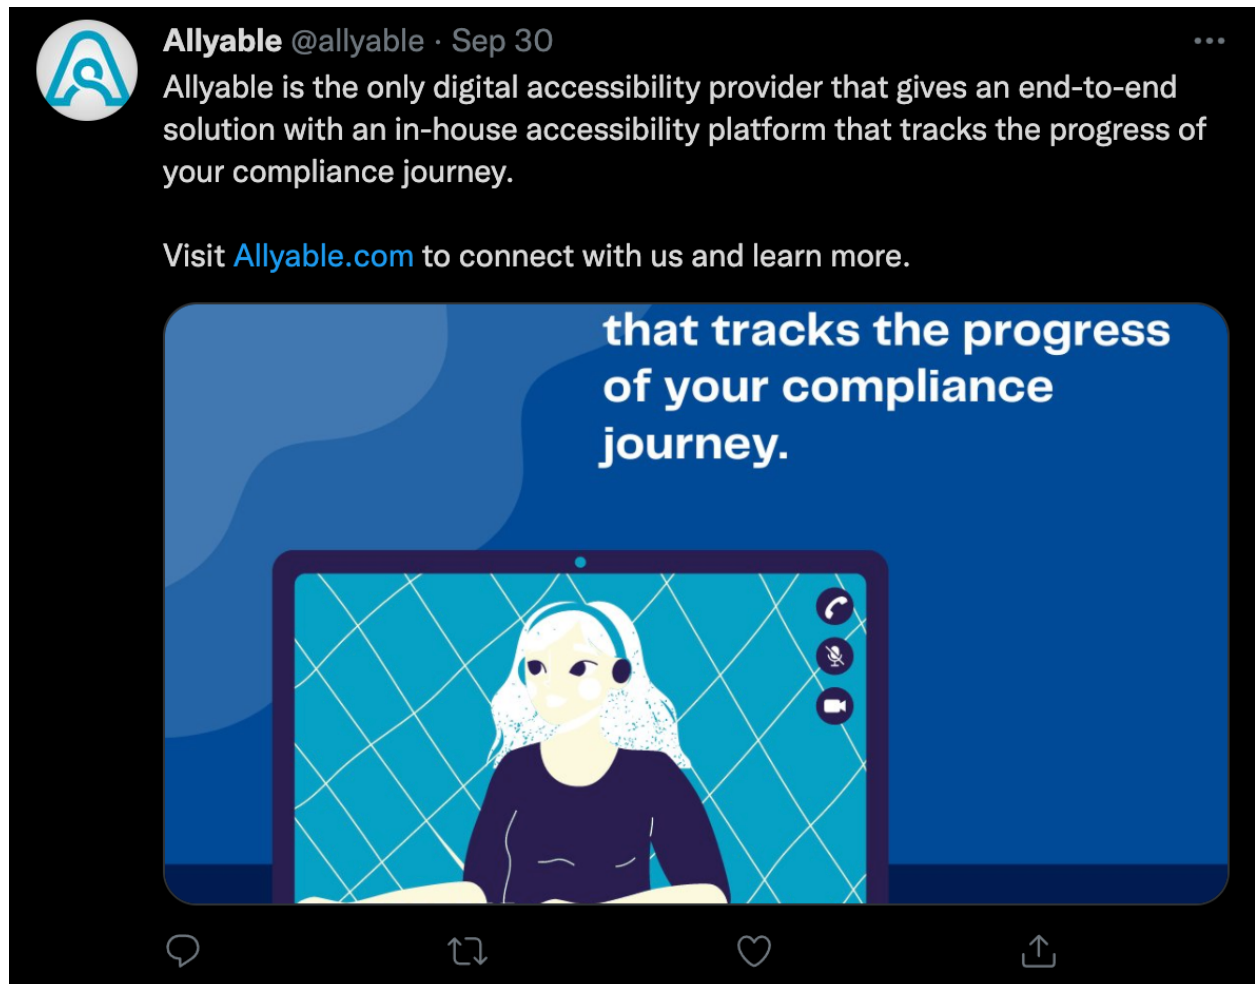 Allyable @allyable · Sep 30
Allyable is the only digital accessibility provider that gives an end-to-end
solution with an in-house accessibility platform that tracks the progress of
your compliance journey.
Visit Allyable.com to connect with us and learn more.
that tracks the progress
of your compliance
journey.